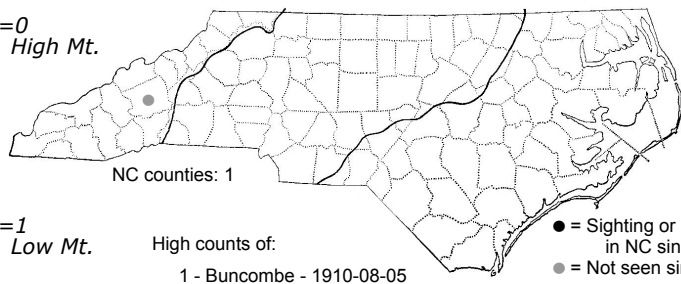 =0
High Mt.
NC counties: 1
=1
Low Mt.
High counts of:
1 - Buncombe - 1910-08-05
● = Sighting or
in NC sin
● = Not seen si